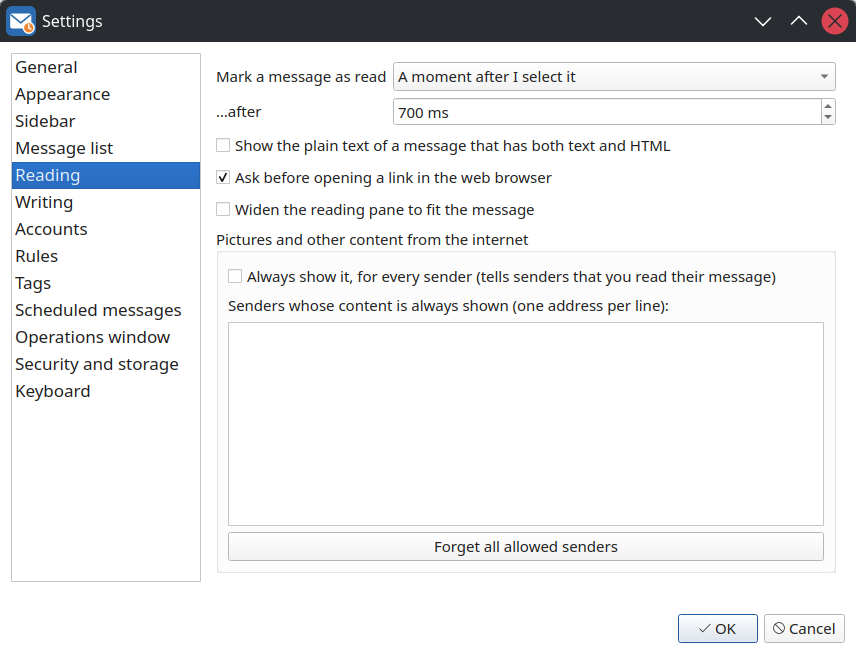 Settings
General
Appearance
Sidebar
Message list
Reading
Writing
Accounts
Rules
Tags
Scheduled messages
Operations window
Security and storage
Keyboard
Mark a message as read A moment after I select it
...after 700 ms
Show the plain text of a message that has both text and HTML
Ask before opening a link in the web browser
Widen the reading pane to fit the message
Pictures and other content from the internet
Always show it, for every sender (tells senders that you read their message)
Senders whose content is always shown (one address per line):
Forget all allowed senders
OK Cancel